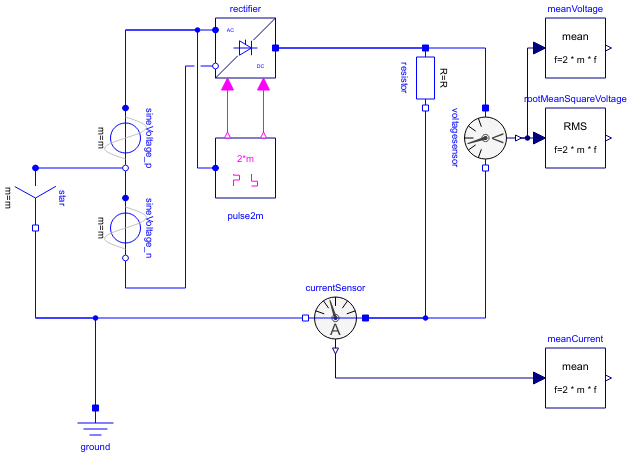 rectifier
AC
DC
meanVoltage
mean
f=2 * m * f
rootMeanSquareVoltage
RMS
f=2 * m * f
resistor
R=R
voltagesensor
V
sineVoltage_p
m=m
2*m
pulse2m
star
m=m
sineVoltage_n
m=m
currentSensor
A
meanCurrent
mean
f=2 * m * f
ground